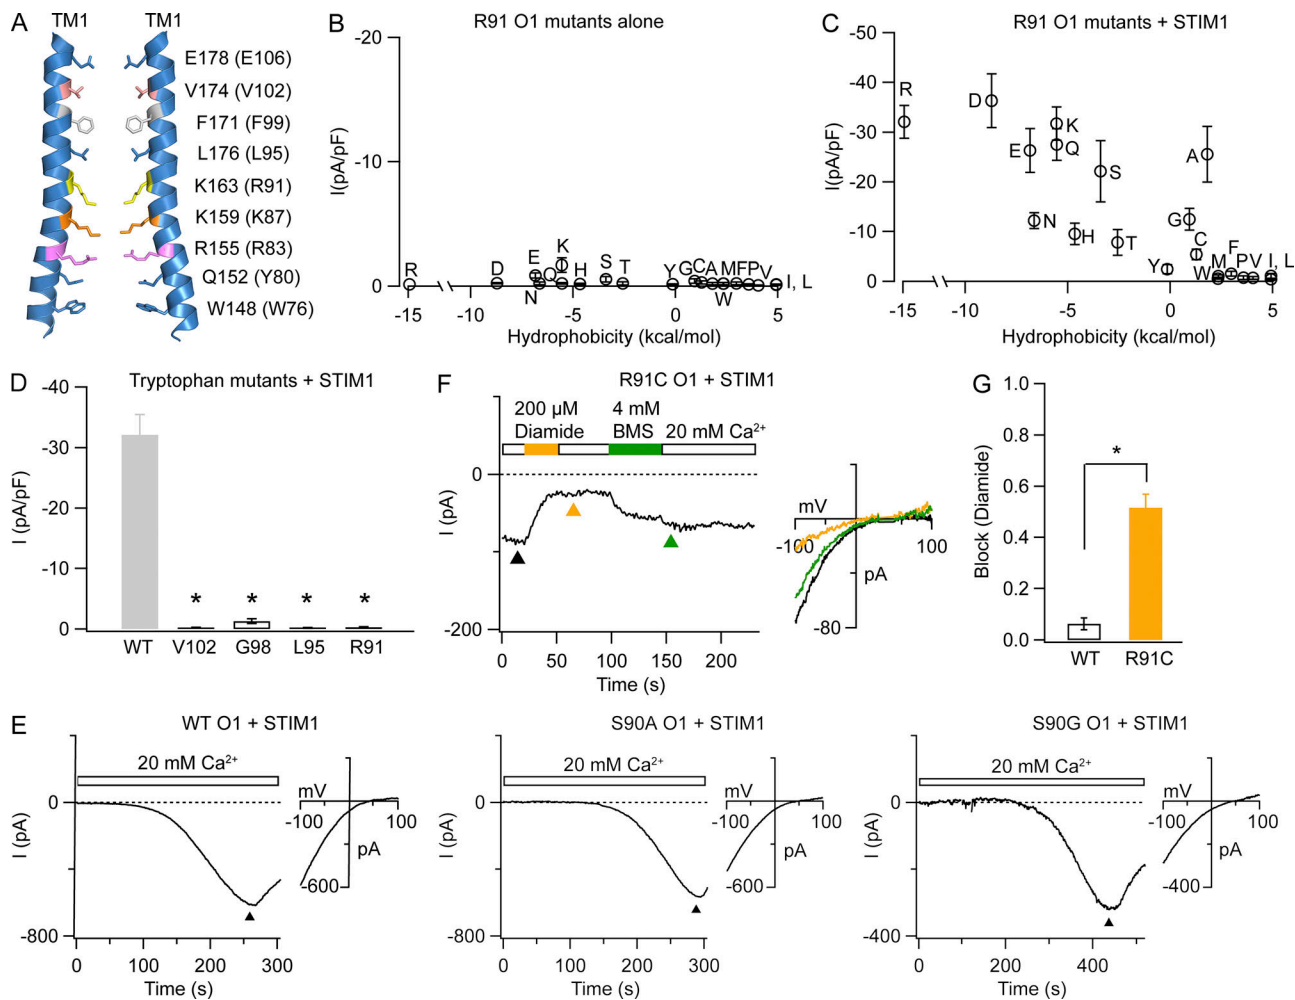 A
TM1
TM1
E178 (E106)
V174 (V102)
F171 (F99)
L176 (L95)
K163 (R91)
K159 (K87)
R155 (R83)
Q152 (Y80)
W148 (W76)
B
R91 O1 mutants alone
-20
-10
0
I(pA/pF)
R
D
E
N
K
Q
H
S
T
Y
G
C
A
M
F
P
V
W
I, L
-15
-10
-5
0
5
Hydrophobicity (kcal/mol)
C
R91 O1 mutants + STIM1
-50
-40
-30
-20
-10
0
I(pA/pF)
R
D
E
K
Q
N
H
S
T
Y
G
A
C
W
M
F
P
V
I, L
-15
-10
-5
0
5
Hydrophobicity (kcal/mol)
D
Tryptophan mutants + STIM1
-40
-30
-20
-10
0
I (pA/pF)
* * * *
WT V102 G98 L95 R91
F
R91C O1 + STIM1
200 µM
Diamide
4 mM
BMS
20 mM Ca²⁺
0
-200
I (pA)
0 50 100 150 200
Time (s)
mV
-100
100
pA
-80
G
1.0
0.8
0.6
0.4
0.2
0.0
Block (Diamide)
*
WT R91C
E
WT O1 + STIM1
20 mM Ca²⁺
0
-800
I (pA)
0 100 200 300
Time (s)
mV
-100
100
pA
-600
S90A O1 + STIM1
20 mM Ca²⁺
0
-800
I (pA)
0 50 100 200 300
Time (s)
mV
-100
100
pA
-600
S90G O1 + STIM1
20 mM Ca²⁺
0
-400
I (pA)
0 200 400
Time (s)
mV
-100
100
pA
-400